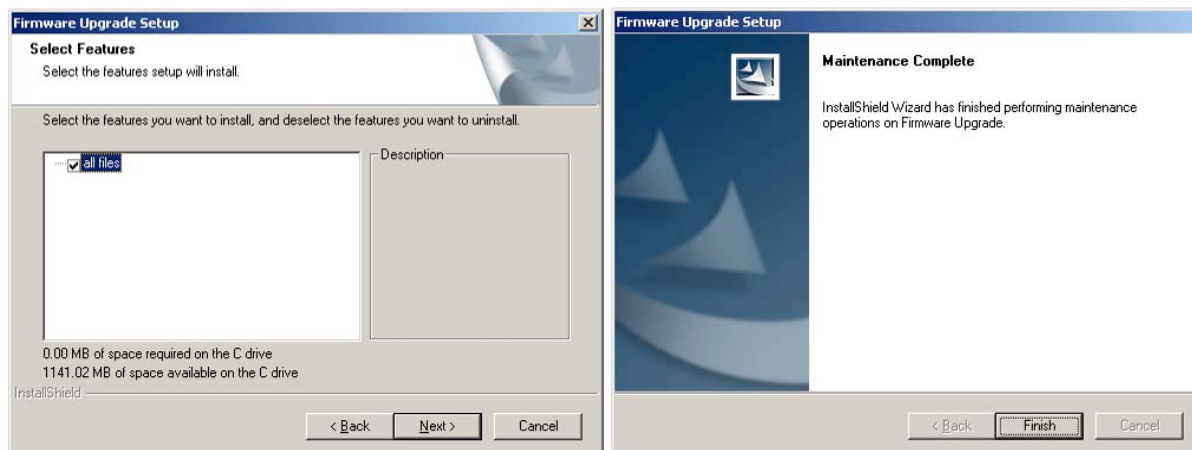 Firmware Upgrade Setup
Select Features
Select the features setup will install.
Select the features you want to install, and deselect the features you want to uninstall.
all files
Description
0.00 MB of space required on the C drive
1141.02 MB of space available on the C drive
InstallShield
< Back
Next >
Cancel
Firmware Upgrade Setup
Maintenance Complete
InstallShield Wizard has finished performing maintenance
operations on Firmware Upgrade.
< Back
Finish
Cancel